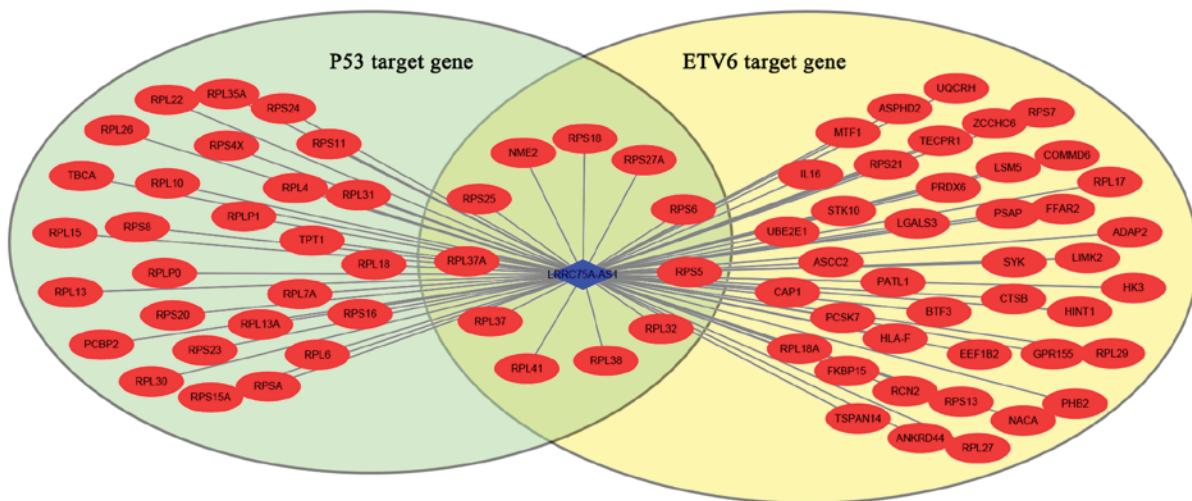 P53 target gene
ETV6 target gene
RPL22
RPL35A
RPS24
RPL26
RPS4X
RPS11
TBCA
RPL10
RPL4
RPL31
RPLP1
RPL15
RPS8
TPT1
RPL18
RPLP0
RPL13
RPL7A
RPS20
RPL13A
RPS16
PCBP2
RPS23
RPL6
RPL30
RPS15A
RPSA
NME2
RPS18
RPS27A
RPS25
RPS6
RPL37A
LRRC75A-AS1
RPS5
RPL37
RPL32
RPL41
RPL38
UQCRH
ASPHD2
MTF1
ZCCHC6
RPS7
TECPR1
IL16
RPS21
LSM5
COMMD6
PRDX6
RPL17
STK10
UBE2E1
LGALS3
PSAP
FFAR2
ADAP2
ASCC2
SYK
LIMK2
PATL1
HK3
CAP1
CTSB
HINT1
PCSK7
BTF3
HLA-F
RPL18A
EEF1B2
GPR155
RPL29
FKBP15
RCN2
RPS13
PHB2
TSPAN14
NACA
ANKRD44
RPL27